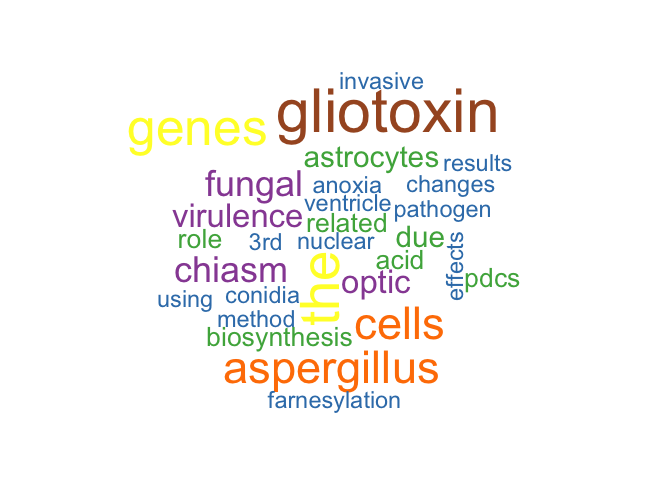 invasive
gliotoxin
genes
astrocytes results
fungal anoxia changes
ventricle
virulence related pathogen
role 3rd nuclear due
chiasm acid effects pdcs
the optic
using conidia
method cells
biosynthesis
aspergillus
farnesylation